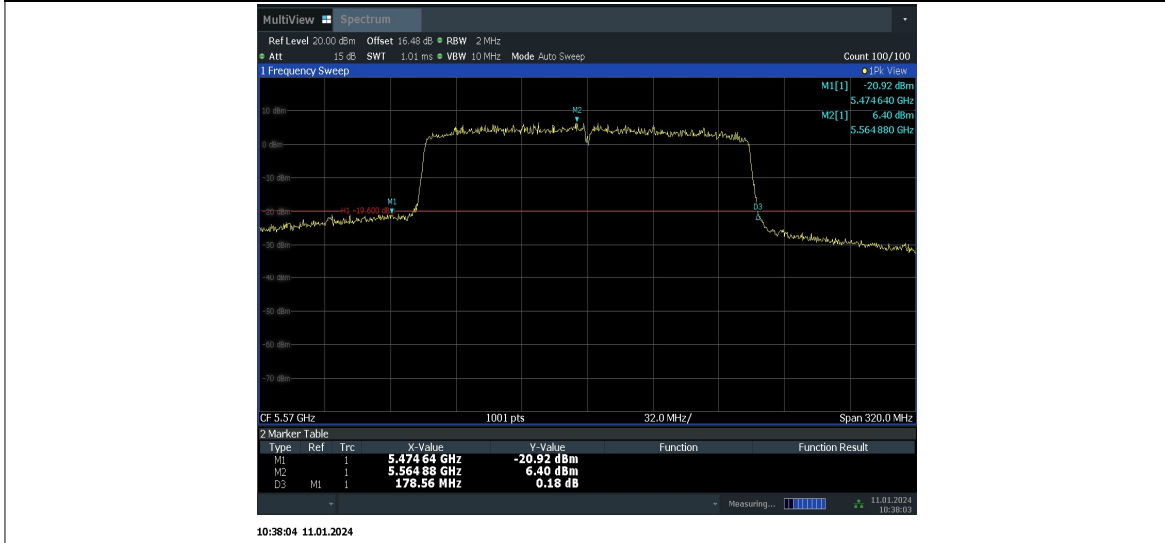 MultiView Spectrum
Ref Level 20.00 dBm Offset 16.48 dB RBW 2 MHz
Att 15 dB SWT 1.01 ms VBW 10 MHz Mode Auto Sweep Count 100/100
1 Frequency Sweep 1Pk View
M1[1] -20.92 dBm
5.474 640 GHz
M2[1] 6.40 dBm
5.564 880 GHz
10 dBm
M2
0 dBm
-10 dBm
M1
D3
-20 dBm
H1 -19.600 dB
-30 dBm
-40 dBm
-50 dBm
-60 dBm
-70 dBm
CF 5.57 GHz 1001 pts 32.0 MHz/ Span 320.0 MHz
2 Marker Table
Type Ref Trc X-Value Y-Value Function Function Result
M1 1 5.474 64 GHz -20.92 dBm
M2 1 5.564 88 GHz 6.40 dBm
D3 M1 1 178.56 MHz 0.18 dB
Measuring... 11.01.2024
10:38:03
10:38:04 11.01.2024